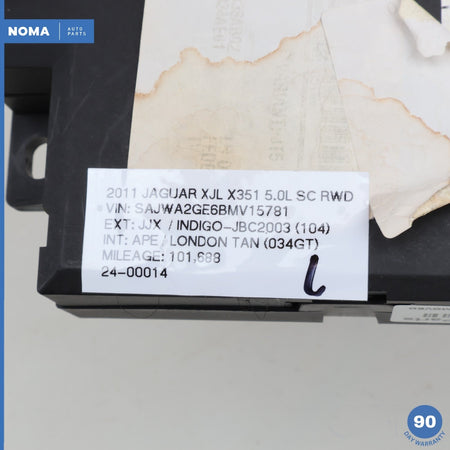 NOMA AUTO PARTS
2011 JAGUAR XJL X351 5.0L SC RWD
VIN: SAJWA2GE6BMV15781
EXT: JJX / INDIGO-JBC2003 (104)
INT: APE / LONDON TAN (034GT)
MILEAGE: 101,688
24-00014
L
90
DAY WARRANTY